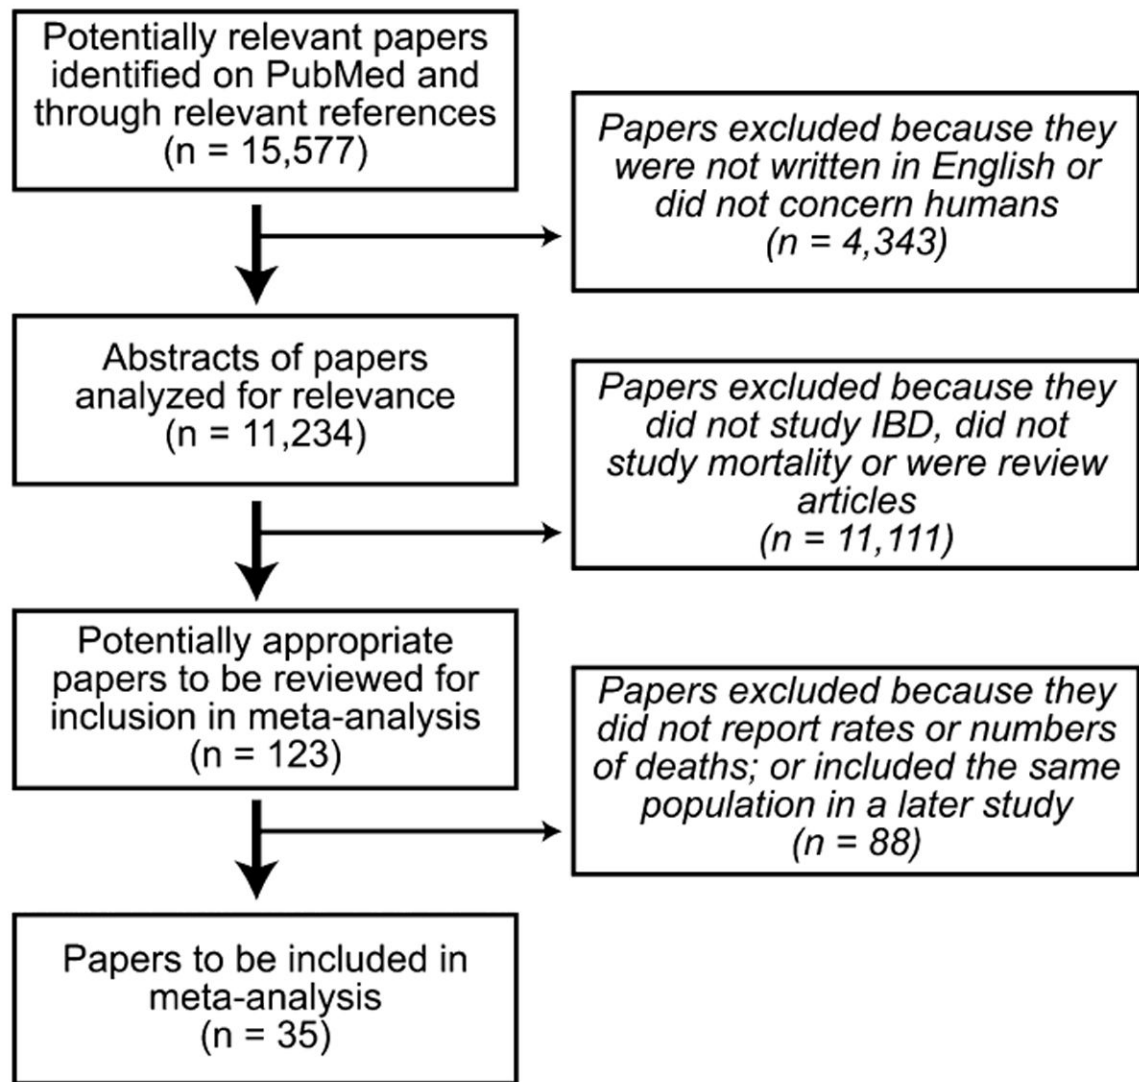 Potentially relevant papers
identified on PubMed and
through relevant references
(n = 15,577)
Papers excluded because they
were not written in English or
did not concern humans
(n = 4,343)
Abstracts of papers
analyzed for relevance
(n = 11,234)
Papers excluded because they
did not study IBD, did not
study mortality or were review
articles
(n = 11,111)
Potentially appropriate
papers to be reviewed for
inclusion in meta-analysis
(n = 123)
Papers excluded because they
did not report rates or numbers
of deaths; or included the same
population in a later study
(n = 88)
Papers to be included in
meta-analysis
(n = 35)